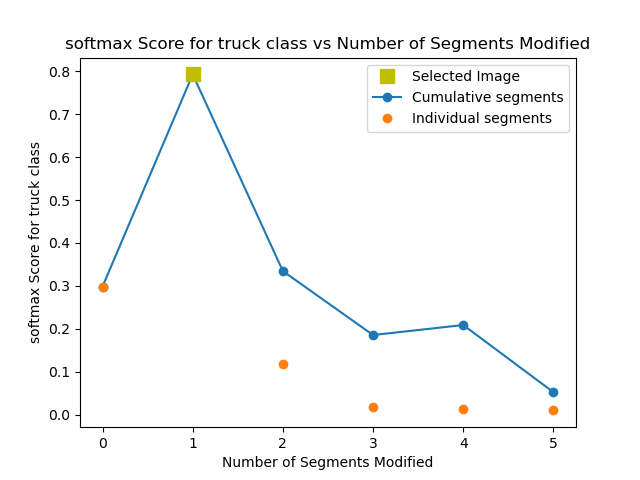 softmax Score for truck class vs Number of Segments Modified
Selected Image
Cumulative segments
Individual segments
softmax Score for truck class
0.8
0.7
0.6
0.5
0.4
0.3
0.2
0.1
0.0
0 1 2 3 4 5
Number of Segments Modified